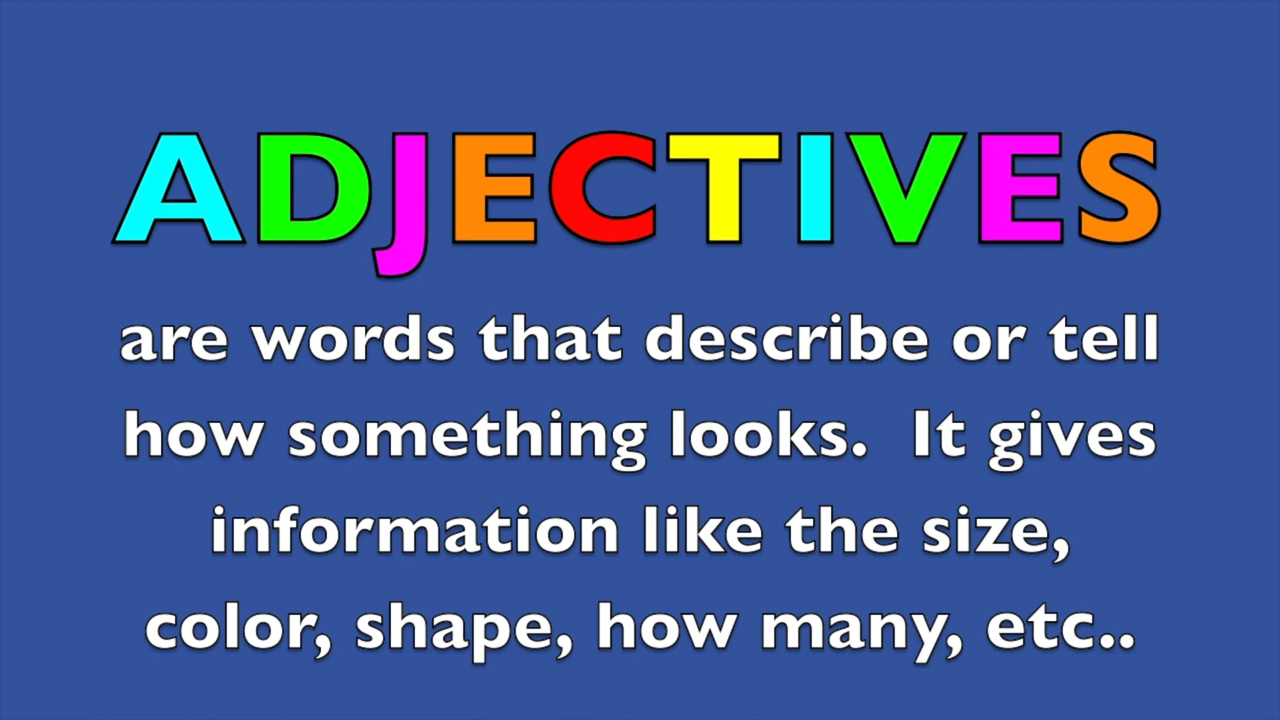 ADJECTIVES
are words that describe or tell
how something looks.  It gives
information like the size,
color, shape, how many, etc..